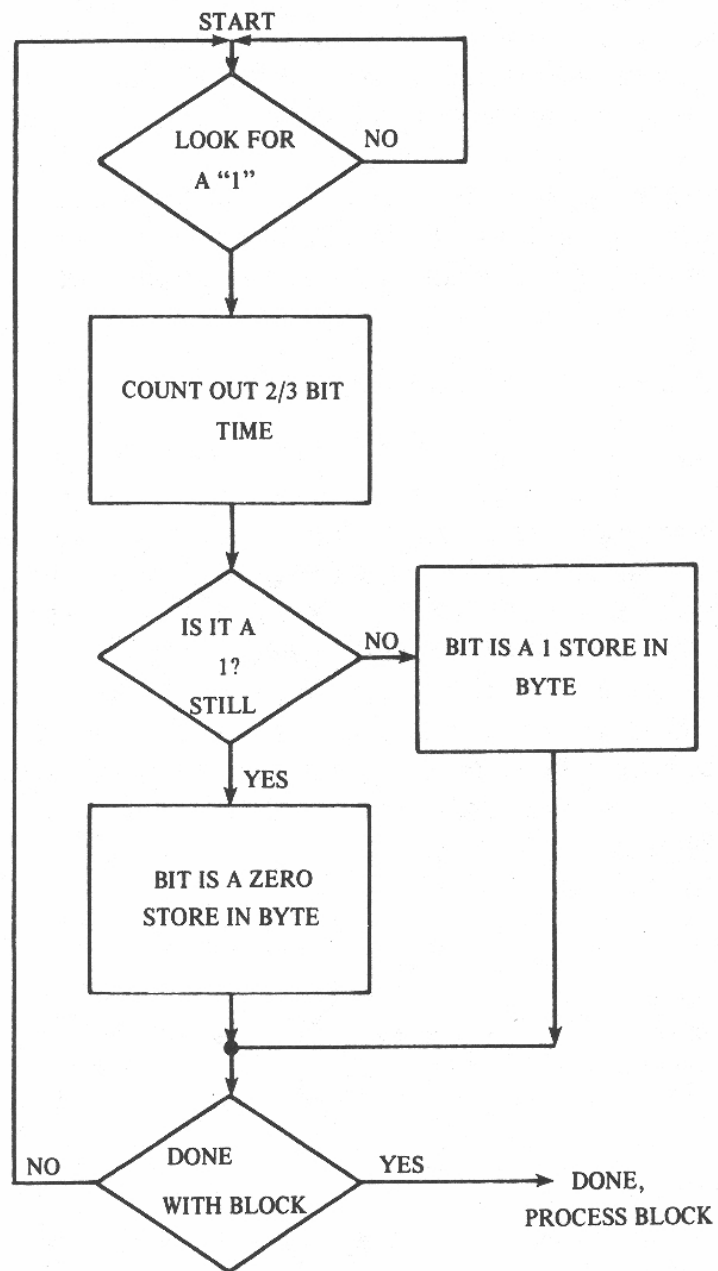 START
LOOK FOR
A “1”
NO
COUNT OUT 2/3 BIT
TIME
IS IT A
1?
STILL
NO
BIT IS A 1 STORE IN
BYTE
YES
BIT IS A ZERO
STORE IN BYTE
NO
DONE
WITH BLOCK
YES
DONE,
PROCESS BLOCK